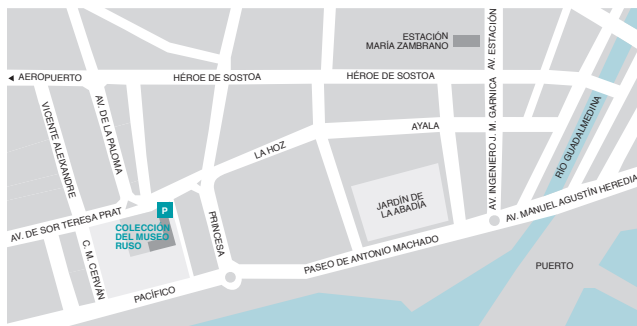 ESTACIÓN
MARÍA ZAMBRANO
AV. ESTACIÓN
◄ AEROPUERTO
HÉROE DE SOSTOA
HÉROE DE SOSTOA
VICENTE ALEIXANDRE
AV. DE LA PALOMA
LA HOZ
AYALA
AV. INGENIERO J. M. GARNICA
RÍO GUADALMEDINA
AV. MANUEL AGUSTÍN HEREDIA
JARDÍN DE
LA ABADÍA
P
AV. DE SOR TERESA PRAT
COLECCIÓN
DEL MUSEO
RUSO
PRINCESA
C. M. CERVÁN
PASEO DE ANTONIO MACHADO
PUERTO
PACÍFICO